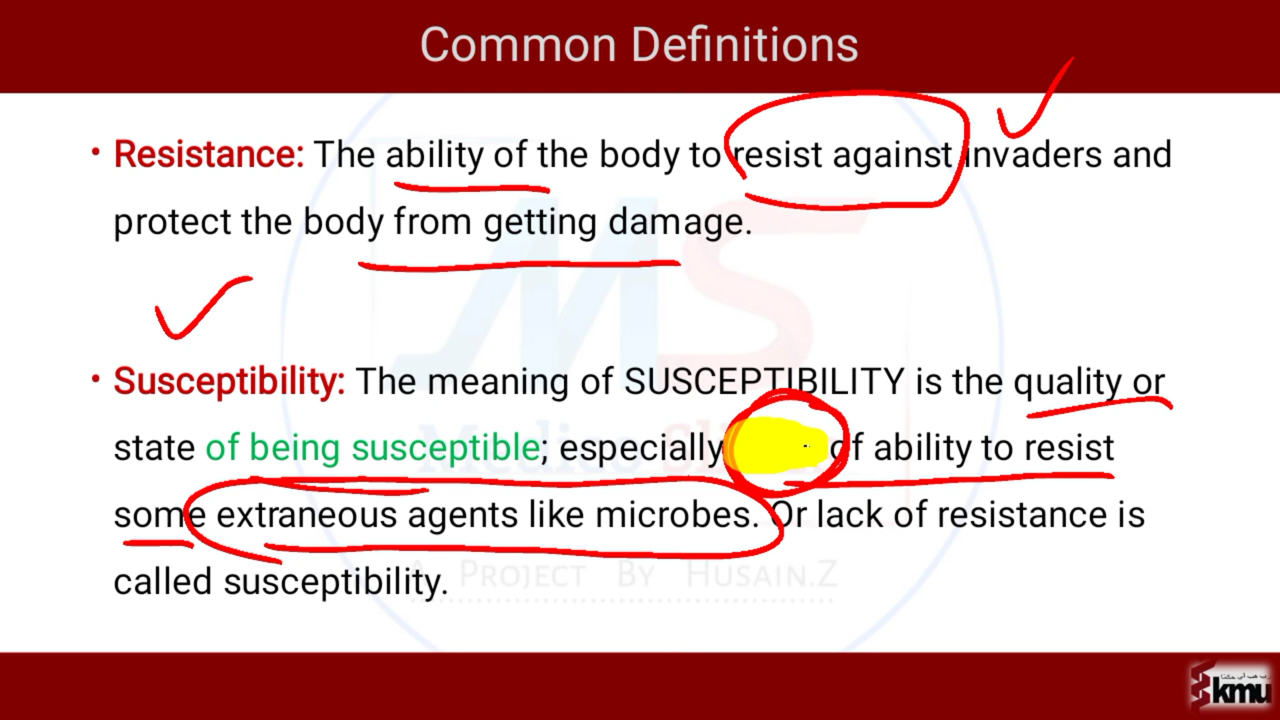 Common Definitions
• Resistance: The ability of the body to resist against invaders and
protect the body from getting damage.
• Susceptibility: The meaning of SUSCEPTIBILITY is the quality or
state of being susceptible; especially of ability to resist
some extraneous agents like microbes. Or lack of resistance is
called susceptibility.
MS
A Project By Husain.Z
kmu